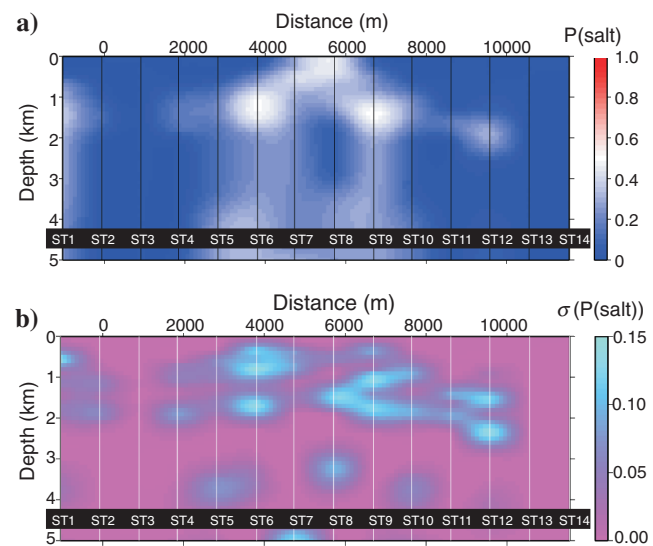 a)
Distance (m)
P(salt)
0 2000 4000 6000 8000 10000
0
1
2
3
4
5
Depth (km)
1.0
0.8
0.6
0.4
0.2
0
ST1 ST2 ST3 ST4 ST5 ST6 ST7 ST8 ST9 ST10 ST11 ST12 ST13 ST14
b)
Distance (m)
σ(P(salt))
0 2000 4000 6000 8000 10000
0
1
2
3
4
5
Depth (km)
0.15
0.10
0.05
0.00
ST1 ST2 ST3 ST4 ST5 ST6 ST7 ST8 ST9 ST10 ST11 ST12 ST13 ST14